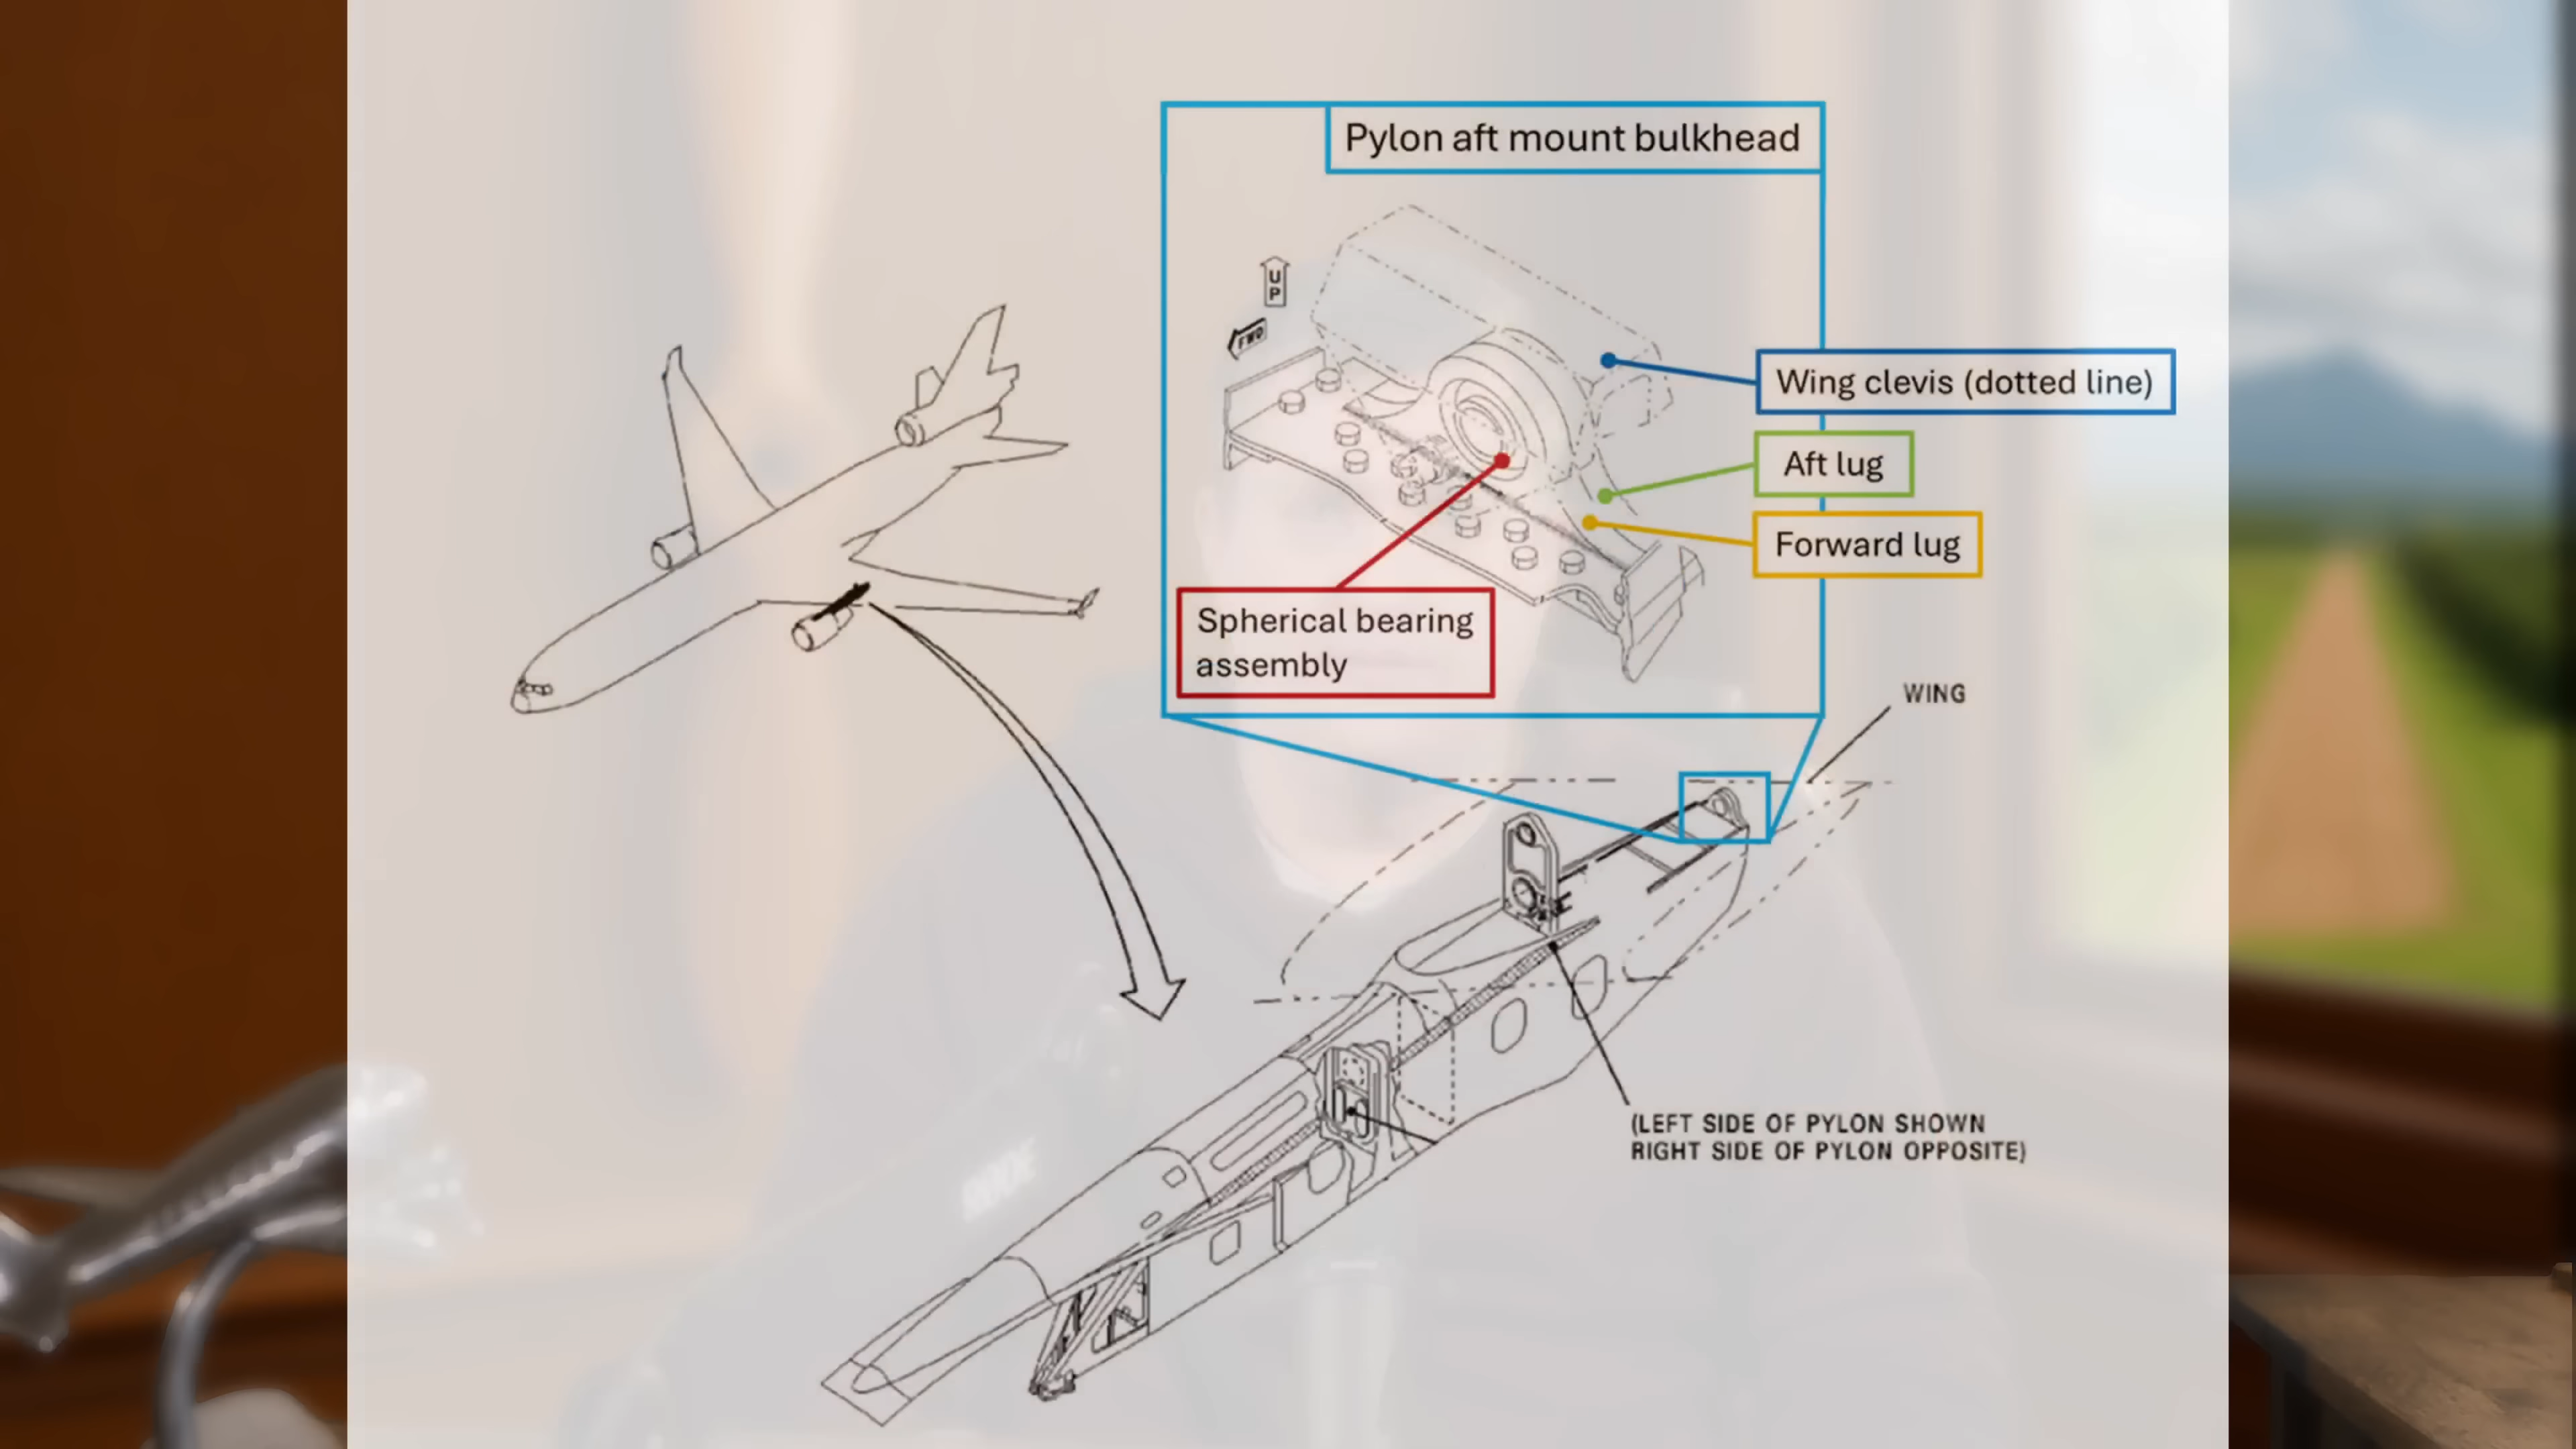 Pylon aft mount bulkhead
UP
FWD
Wing clevis (dotted line)
Aft lug
Forward lug
Spherical bearing
assembly
WING
(LEFT SIDE OF PYLON SHOWN
RIGHT SIDE OF PYLON OPPOSITE)